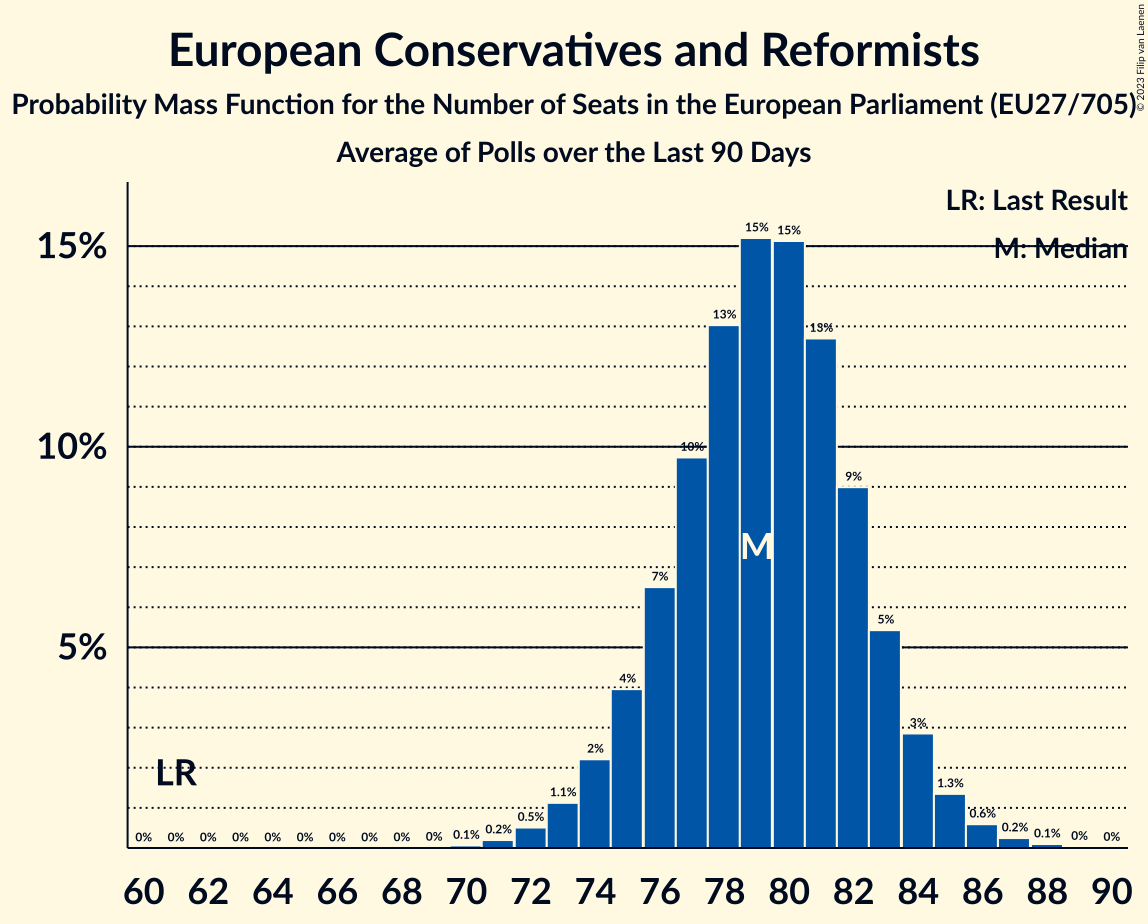 European Conservatives and Reformists
Probability Mass Function for the Number of Seats in the European Parliament (EU27/705)
Average of Polls over the Last 90 Days
© 2023 Filip van Laenen
LR: Last Result
M: Median
15%
10%
5%
0% 0% 0% 0% 0% 0% 0% 0% 0% 0% 0.1% 0.2% 0.5% 1.1% 2% 4% 7% 10% 13% 15% 15% 13% 9% 5% 3% 1.3% 0.6% 0.2% 0.1% 0% 0%
M
LR
60 62 64 66 68 70 72 74 76 78 80 82 84 86 88 90